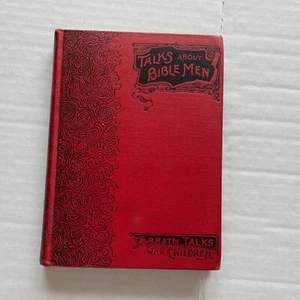 TALKS ABOUT
BIBLE MEN
SABBATH TALKS
WITH CHILDREN